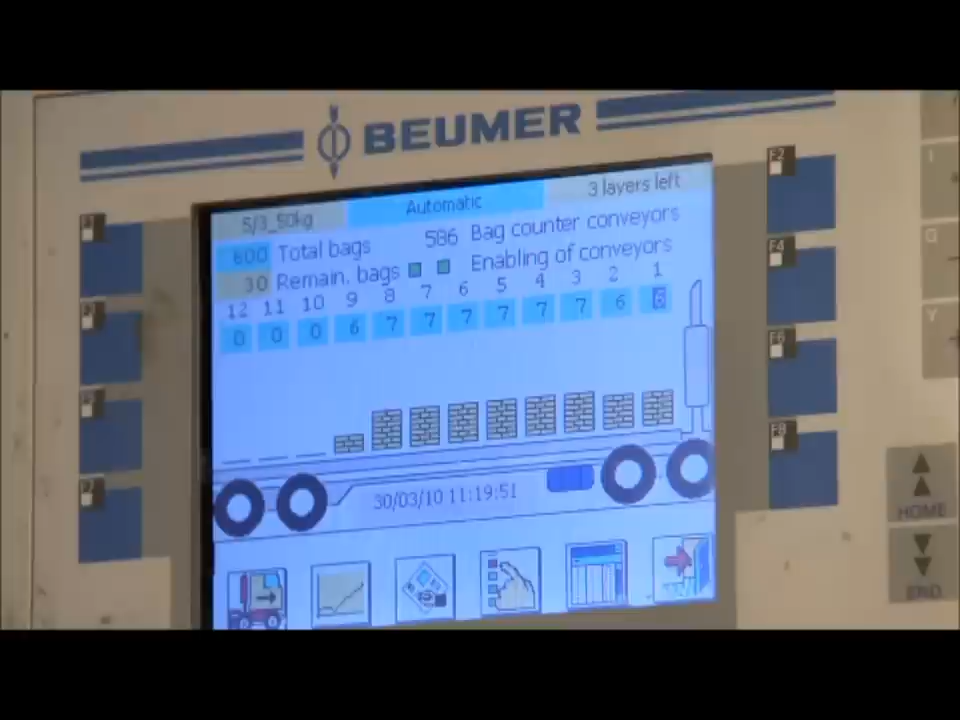 BEUMER
5/3_50kg Automatic 3 layers left
600 Total bags 586 Bag counter conveyors
30 Remain. bags Enabling of conveyors
12 11 10 9 8 7 6 5 4 3 2 1
0 0 0 6 7 7 7 7 7 7 6 6
30/03/10 11:19:51
F2
F4
F6
F8
I
G
Y
HOME
END